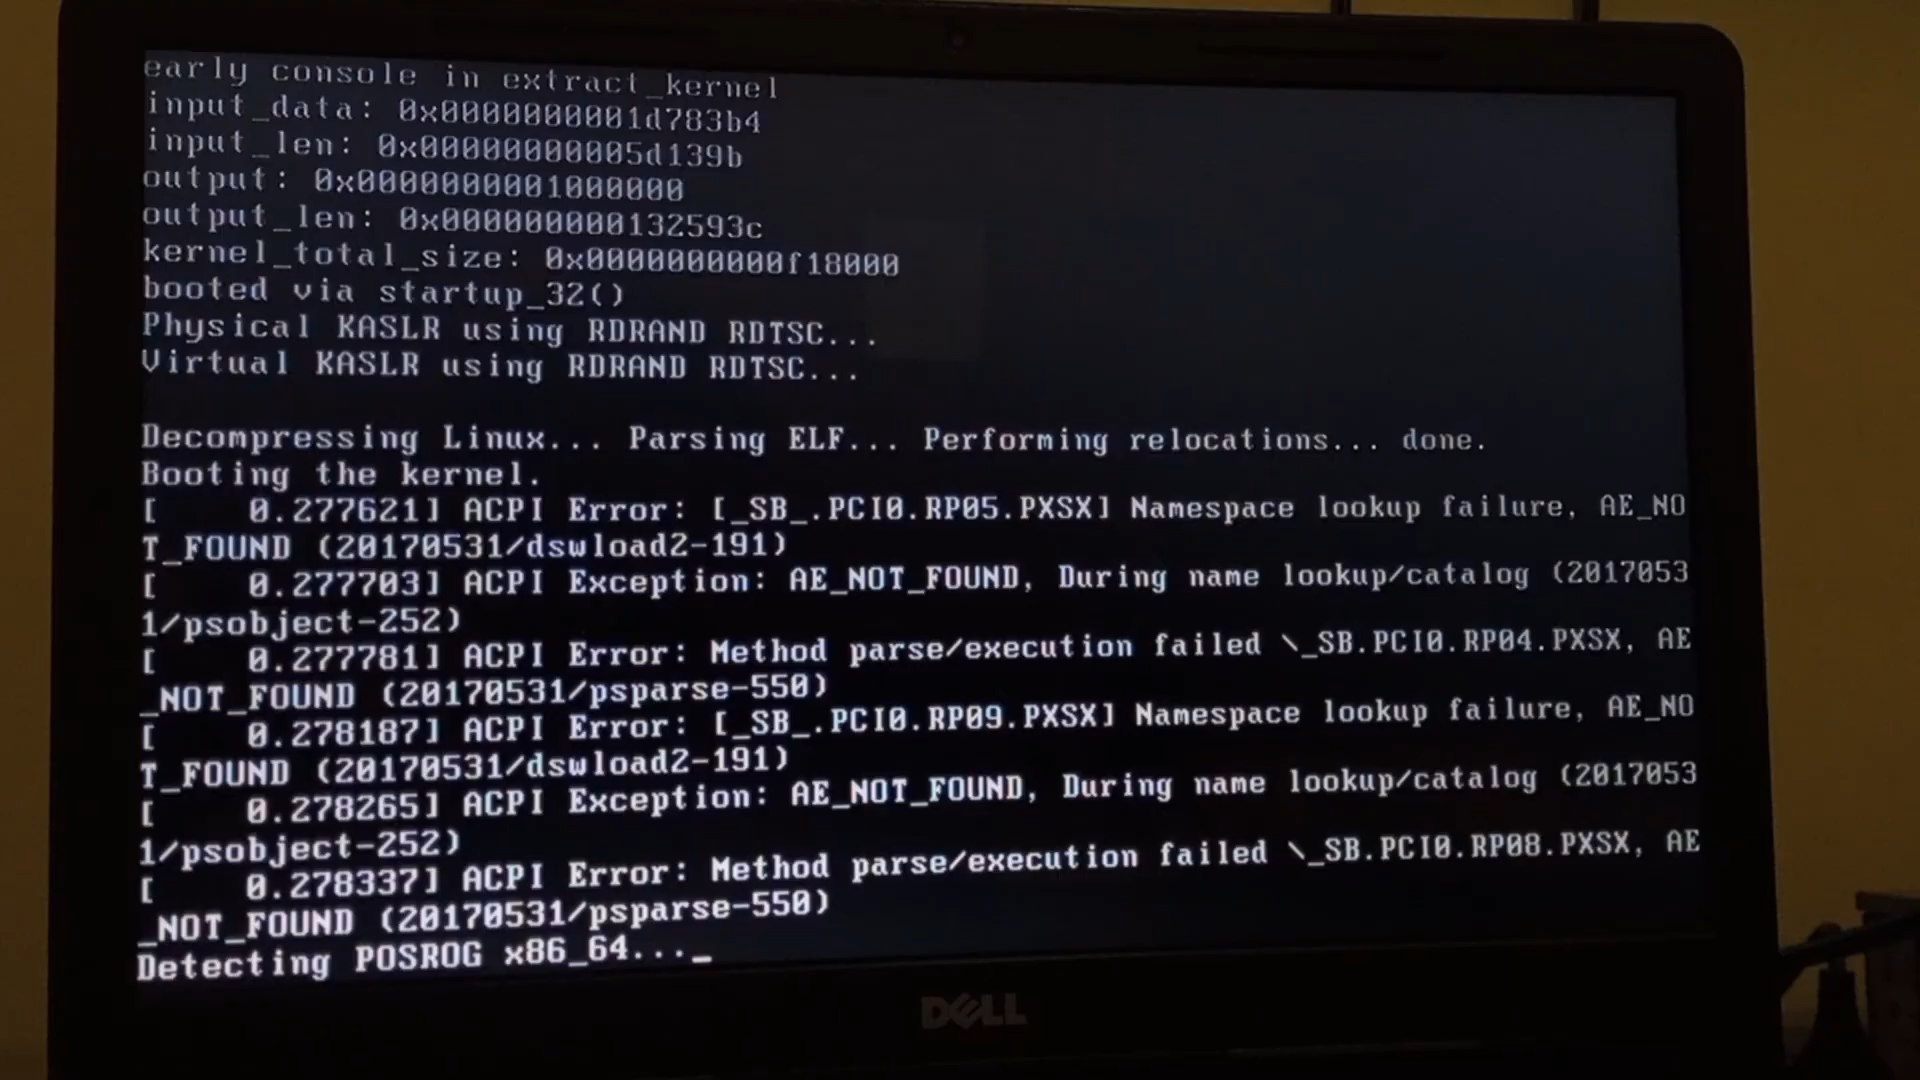 early console in extract_kernel
input_data: 0x0000000001d783b4
input_len: 0x00000000005d139b
output: 0x0000000001000000
output_len: 0x000000000132593c
kernel_total_size: 0x0000000000f18000
booted via startup_32()
Physical KASLR using RDRAND RDTSC...
Virtual KASLR using RDRAND RDTSC...
Decompressing Linux... Parsing ELF... Performing relocations... done.
Booting the kernel.
[    0.277621] ACPI Error: [_SB_.PCI0.RP05.PXSX] Namespace lookup failure, AE_NO
T_FOUND (20170531/dswload2-191)
[    0.277703] ACPI Exception: AE_NOT_FOUND, During name lookup/catalog (2017053
1/psobject-252)
[    0.277781] ACPI Error: Method parse/execution failed \_SB.PCI0.RP04.PXSX, AE
_NOT_FOUND (20170531/psparse-550)
[    0.278187] ACPI Error: [_SB_.PCI0.RP09.PXSX] Namespace lookup failure, AE_NO
T_FOUND (20170531/dswload2-191)
[    0.278265] ACPI Exception: AE_NOT_FOUND, During name lookup/catalog (2017053
1/psobject-252)
[    0.278337] ACPI Error: Method parse/execution failed \_SB.PCI0.RP08.PXSX, AE
_NOT_FOUND (20170531/psparse-550)
Detecting POSROG x86_64..._
DELL